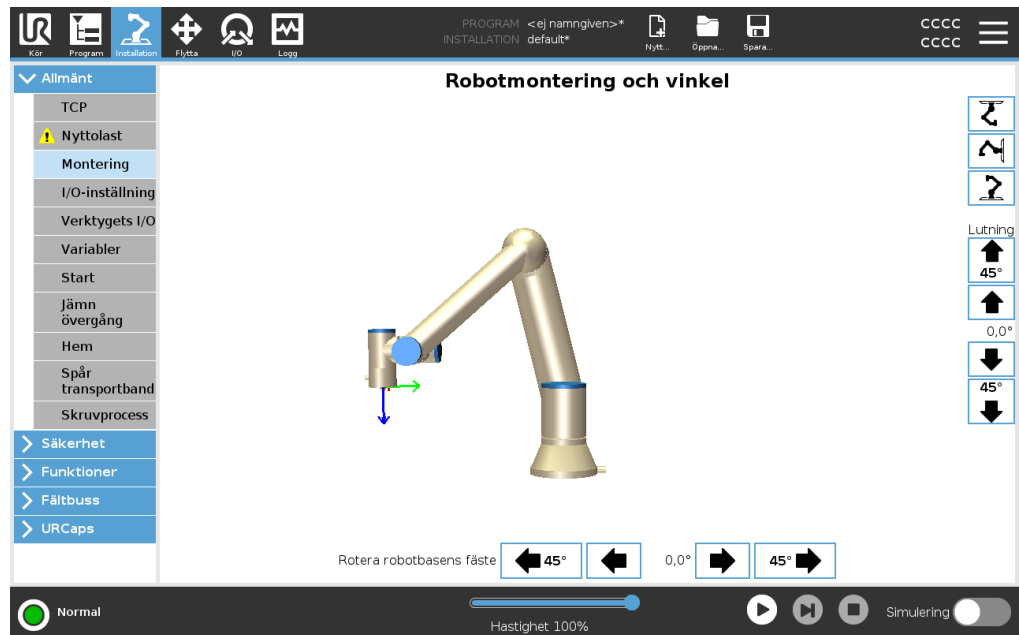 PROGRAM <ej namngiven>*
INSTALLATION default*
UR
Kör
Program
Installation
Flytta
I/O
Logg
Nytt...
Öppna...
Spara...
CCCC
CCCC
Allmänt
TCP
Nyttolast
Montering
I/O-inställning
Verktygets I/O
Variabler
Start
Jämn
övergång
Hem
Spår
transportband
Skruvprocess
Säkerhet
Funktioner
Fältbuss
URCaps
Robotmontering och vinkel
Lutning
45°
0,0°
45°
Rotera robotbasens fäste
45°
0,0°
45°
Normal
Hastighet 100%
Simulering